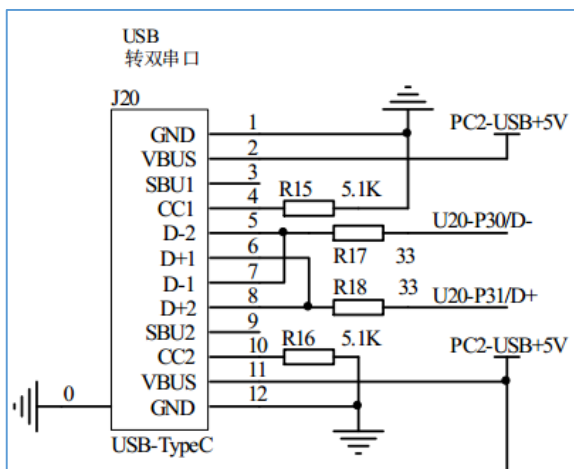 USB
转双串口
J20
GND 1
PC2-USB+5V
VBUS 2
SBU1 3
CC1 4 R15 5.1K
D-2 5 U20-P30/D-
D+1 6 R17 33
D-1 7 R18 33
D+2 8 U20-P31/D+
SBU2 9
CC2 10 R16 5.1K
PC2-USB+5V
VBUS 11
0 GND 12
USB-TypeC